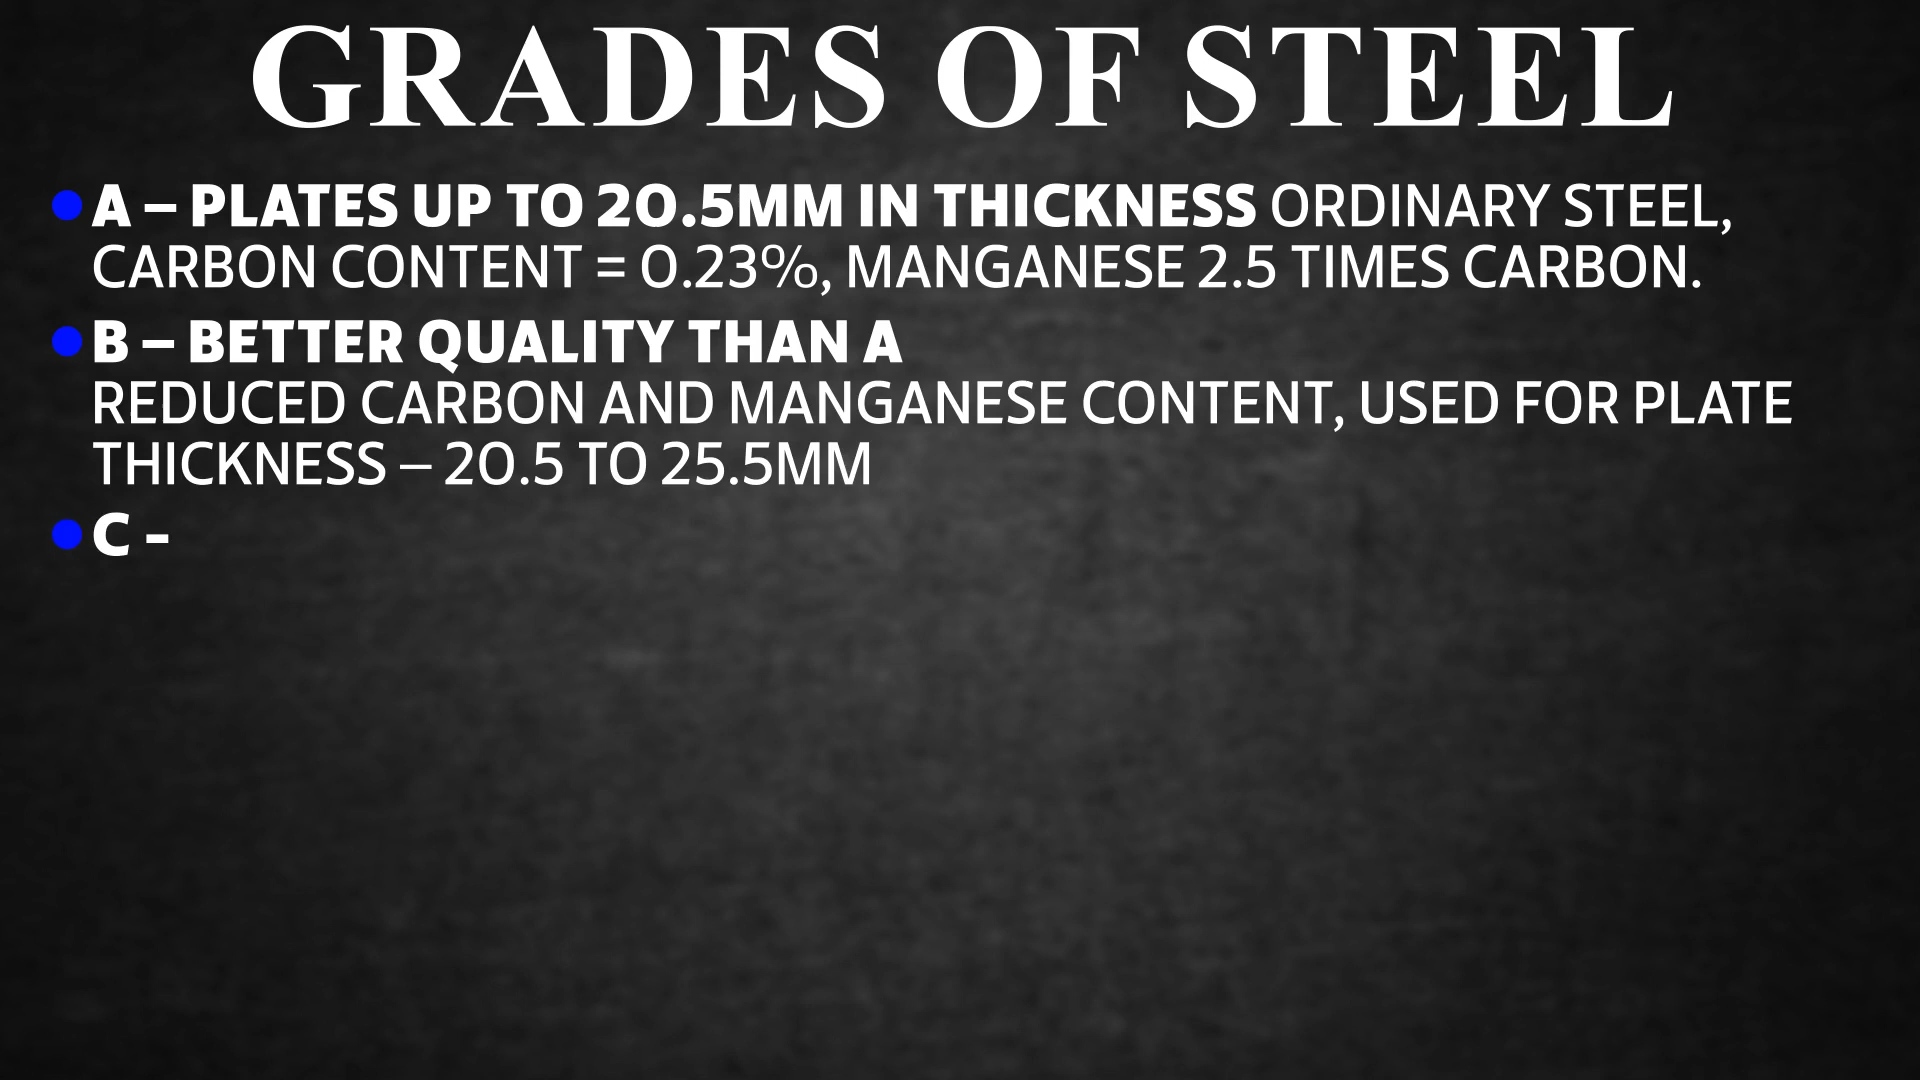 GRADES OF STEEL
A – PLATES UP TO 20.5MM IN THICKNESS ORDINARY STEEL,
CARBON CONTENT = 0.23%, MANGANESE 2.5 TIMES CARBON.
B – BETTER QUALITY THAN A
REDUCED CARBON AND MANGANESE CONTENT, USED FOR PLATE
THICKNESS – 20.5 TO 25.5MM
C -